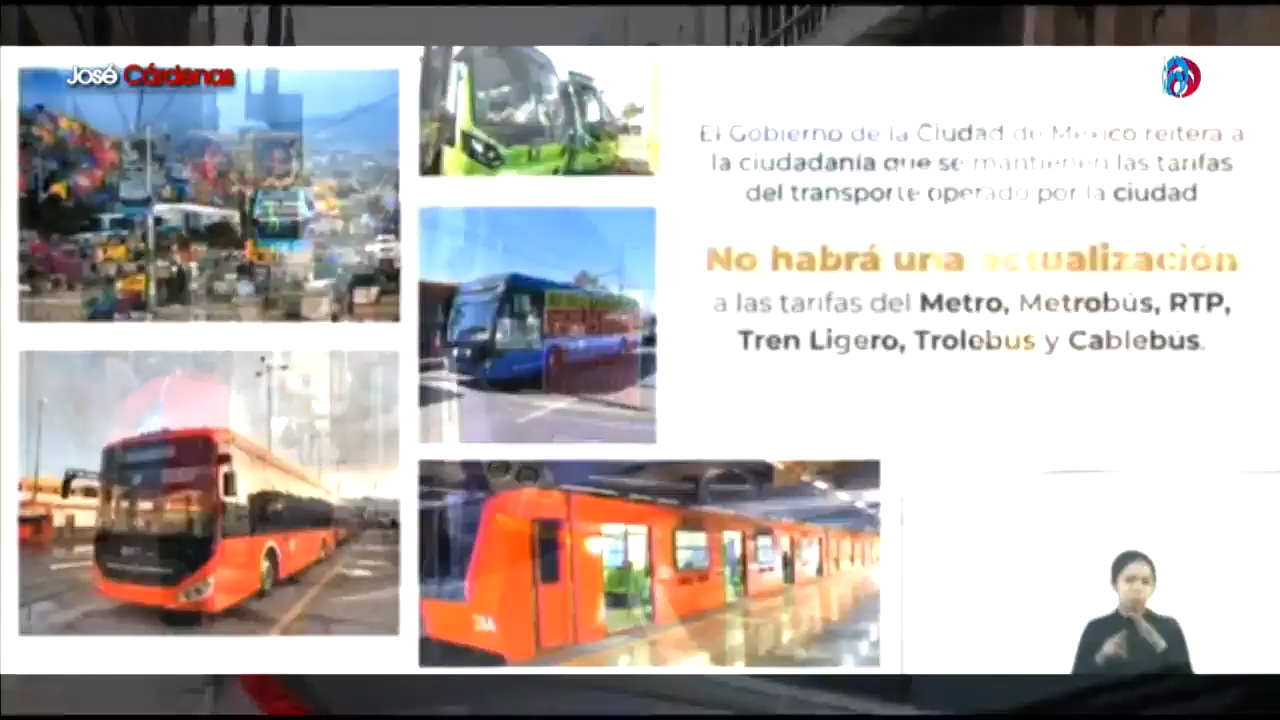 José Cárdenas
El Gobierno de la Ciudad de México reitera a
la ciudadanía que se mantienen las tarifas
del transporte operado por la ciudad
No habrá una actualización
a las tarifas del Metro, Metrobús, RTP,
Tren Ligero, Trolebus y Cablebús.